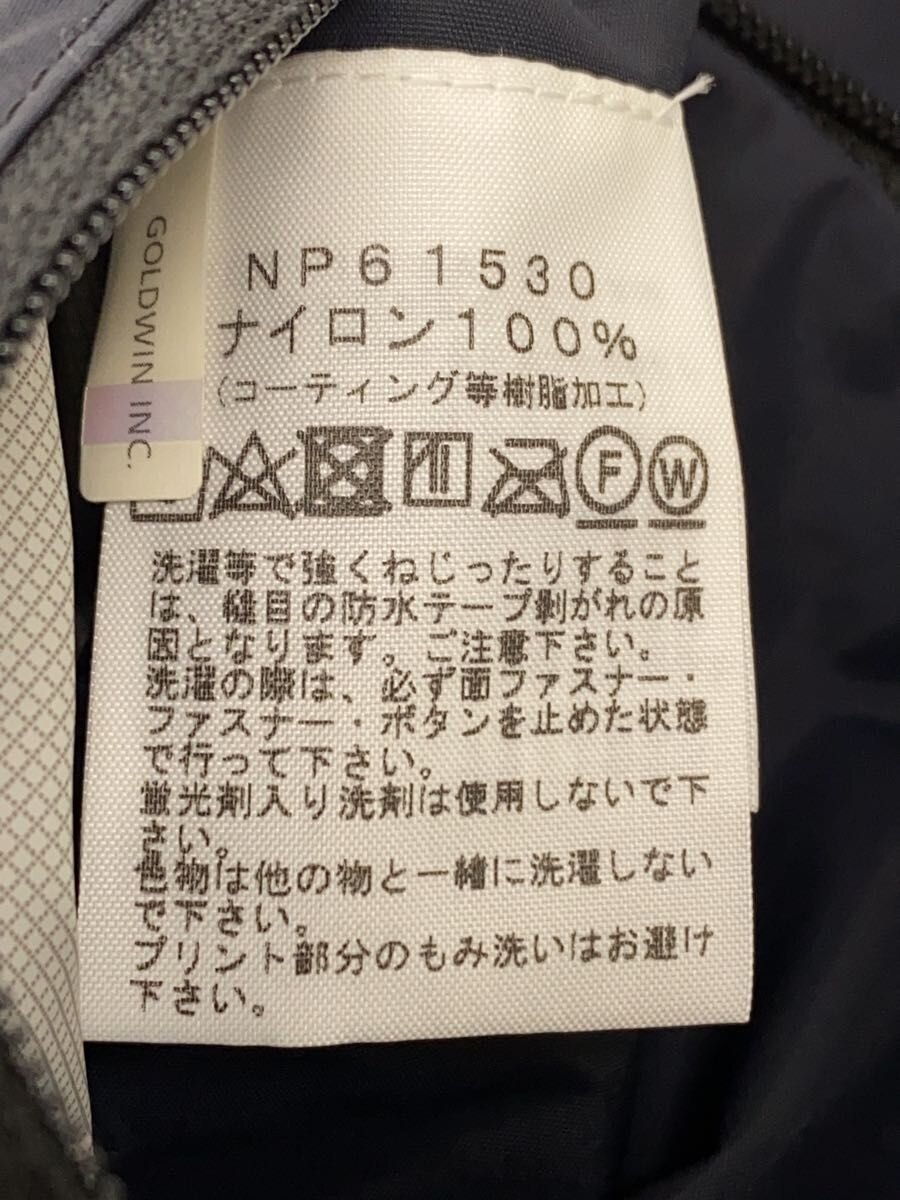 GOLDWIN INC.
NP61530
ナイロン100%
(コーティング等樹脂加工)
F W
洗濯等で強くねじったりすること
は、縫目の防水テープ剥がれの原
因となります。ご注意下さい。
洗濯の際は、必ず面ファスナー・
ファスナー・ボタンを止めた状態
で行って下さい。
蛍光剤入り洗剤は使用しないで下
さい。
色物は他の物と一緒に洗濯しない
で下さい。
プリント部分のもみ洗いはお避け
下さい。